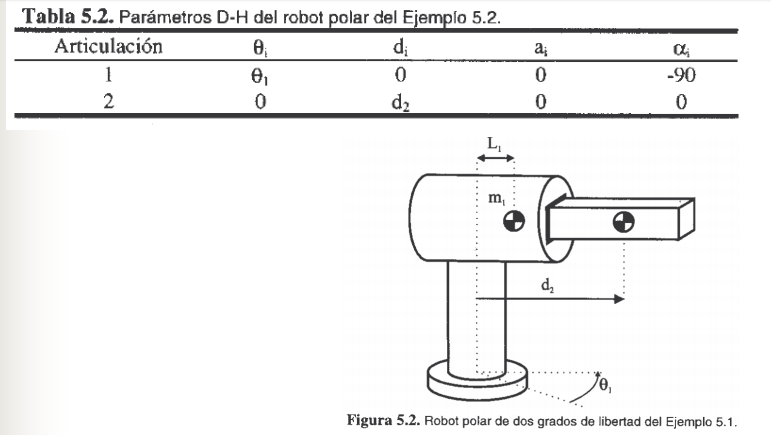 Tabla 5.2. Parámetros D-H del robot polar del Ejemplo 5.2.
Articulación θᵢ dᵢ aᵢ αᵢ
1 θ₁ 0 0 -90
2 0 d₂ 0 0
L₁
m₁
d₂
θ₁
Figura 5.2. Robot polar de dos grados de libertad del Ejemplo 5.1.